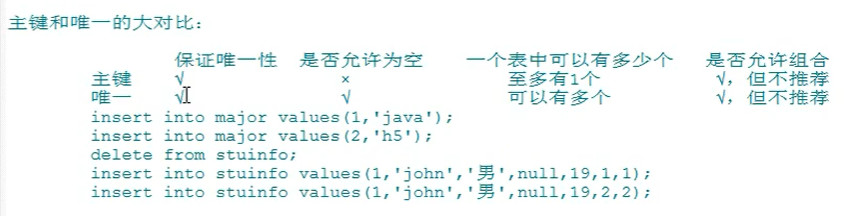 主键和唯一的大对比：
保证唯一性 是否允许为空 一个表中可以有多少个 是否允许组合
主键 √ × 至多有1个 √，但不推荐
唯一 √ √ 可以有多个 √，但不推荐
insert into major values(1,'java');
insert into major values(2,'h5');
delete from stuinfo;
insert into stuinfo values(1,'john','男',null,19,1,1);
insert into stuinfo values(1,'john','男',null,19,2,2);